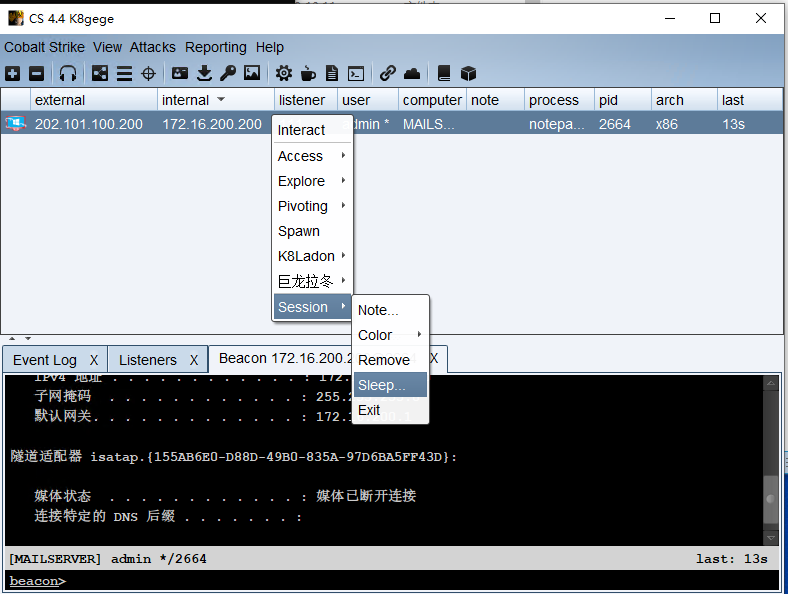 CS 4.4 K8gege
Cobalt Strike View Attacks Reporting Help
external internal listener user computer note process pid arch last
202.101.100.200 172.16.200.200 admin * MAILS... notepa... 2664 x86 13s
Interact
Access
Explore
Pivoting
Spawn
K8Ladon
巨龙拉冬
Session
Note...
Color
Remove
Sleep...
Exit
Event Log X Listeners X Beacon 172.16.200.2 X
IPv4 地址 . . . . . . . . . . . . : 172.
子网掩码 . . . . . . . . . . . . : 255.2
默认网关. . . . . . . . . . . . . : 172.
隧道适配器 isatap.{155AB6E0-D88D-49B0-835A-97D6BA5FF43D}:
媒体状态 . . . . . . . . . . . . : 媒体已断开连接
连接特定的 DNS 后缀 . . . . . . . :
[MAILSERVER] admin */2664 last: 13s
beacon>